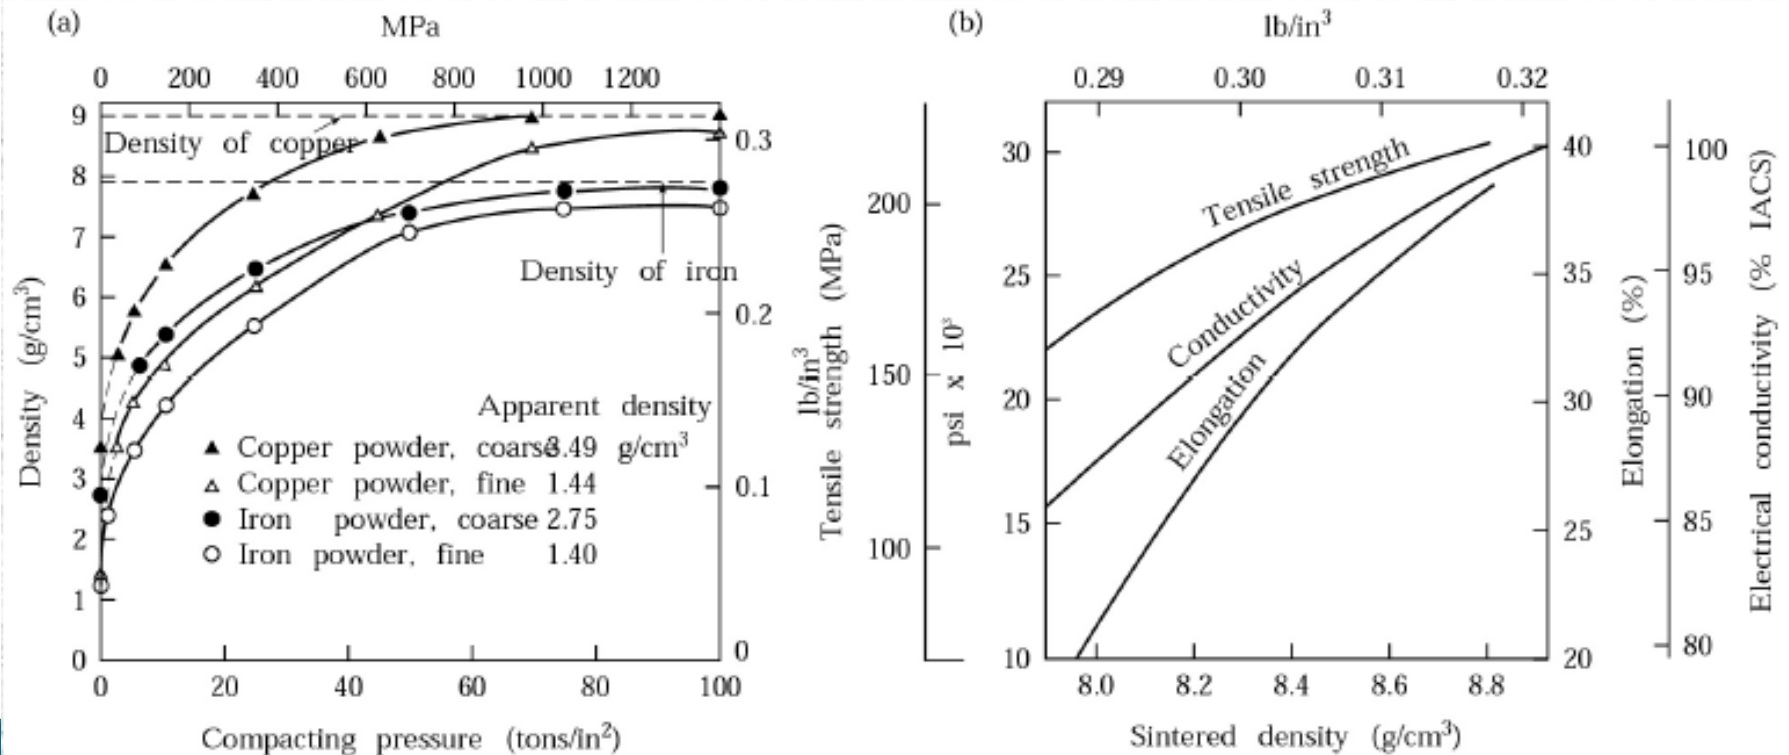 (a)
MPa
0 200 400 600 800 1000 1200
9
8
7
6
5
4
3
2
1
0
Density (g/cm³)
Density of copper
Density of iron
Apparent density
Copper powder, coarse 3.49 g/cm³
Copper powder, fine 1.44
Iron powder, coarse 2.75
Iron powder, fine 1.40
0.3
0.2
0.1
0
lb/in³
0 20 40 60 80 100
Compacting pressure (tons/in²)
(b)
lb/in³
0.29 0.30 0.31 0.32
Tensile strength (MPa)
200
150
100
psi x 10³
30
25
20
15
10
Tensile strength
Conductivity
Elongation
40
35
30
25
20
Elongation (%)
100
95
90
85
80
Electrical conductivity (% IACS)
8.0 8.2 8.4 8.6 8.8
Sintered density (g/cm³)